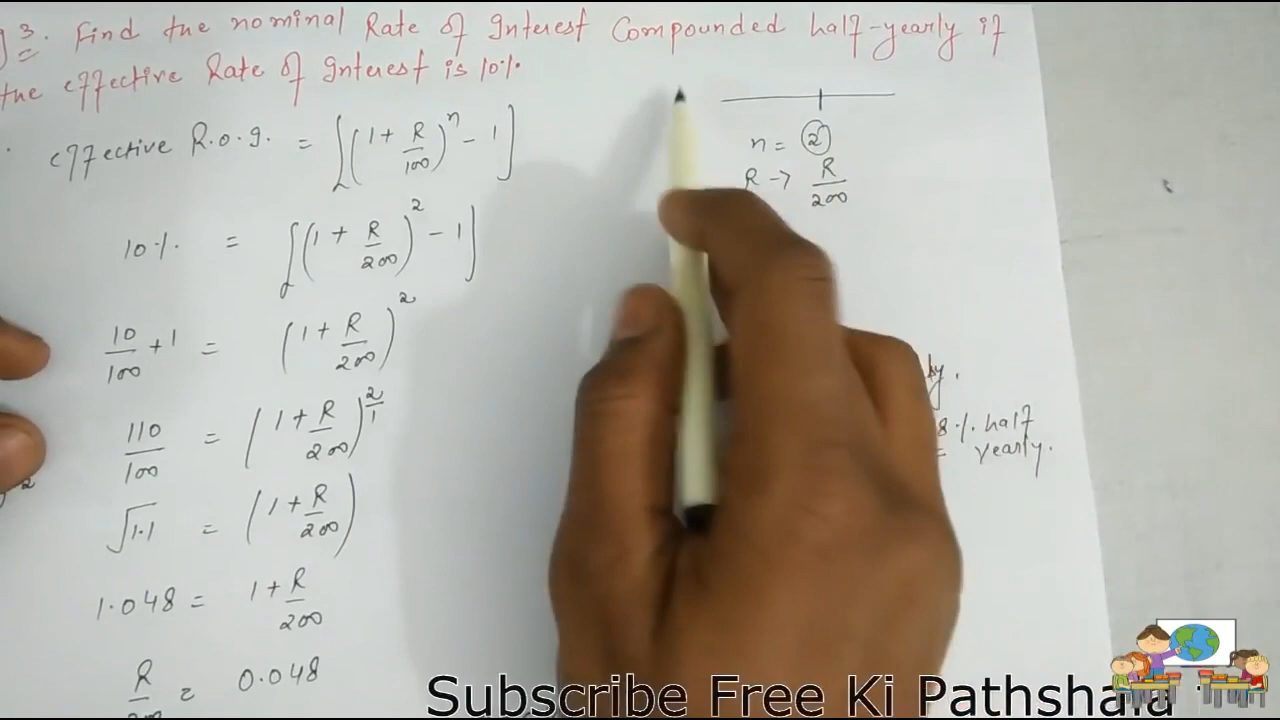 3. Find the nominal Rate of Interest Compounded half-yearly if
the effective Rate of Interest is 10%.
effective R.o.I. = [(1 + R/100)^n - 1]
n = 2
R → R/200
10% = [(1 + R/200)^2 - 1]
10/100 + 1 = (1 + R/200)^2
110/100 = (1 + R/200)^2/1
8% half
yearly.
√1.1 = (1 + R/200)
1.048 = 1 + R/200
R/200 = 0.048
Subscribe Free Ki Pathshala